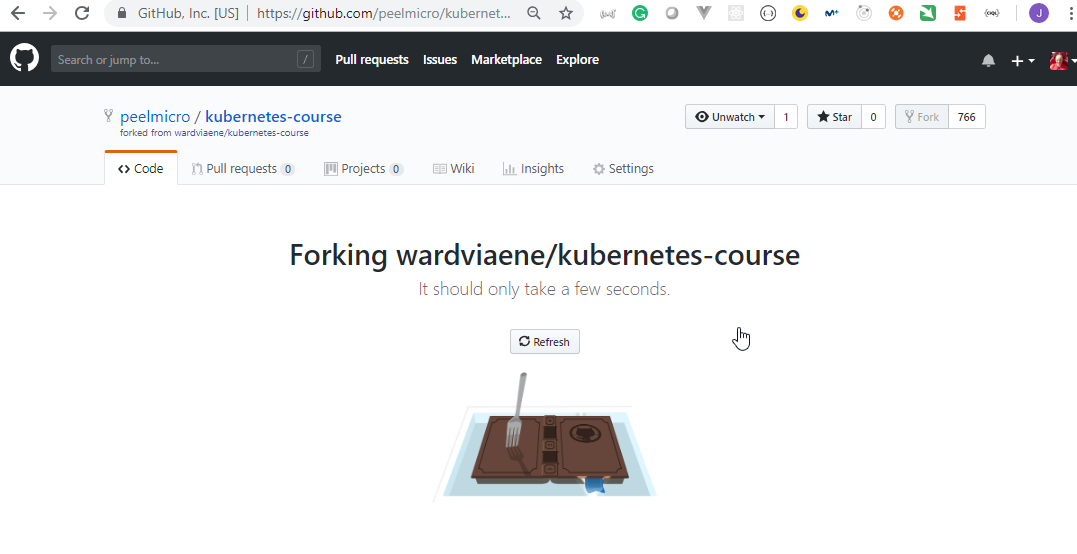 GitHub, Inc. [US] | https://github.com/peelmicro/kubernet...
J
Search or jump to... /
Pull requests Issues Marketplace Explore
peelmicro / kubernetes-course
forked from wardviaene/kubernetes-course
Unwatch 1 Star 0 Fork 766
Code Pull requests 0 Projects 0 Wiki Insights Settings
Forking wardviaene/kubernetes-course
It should only take a few seconds.
Refresh